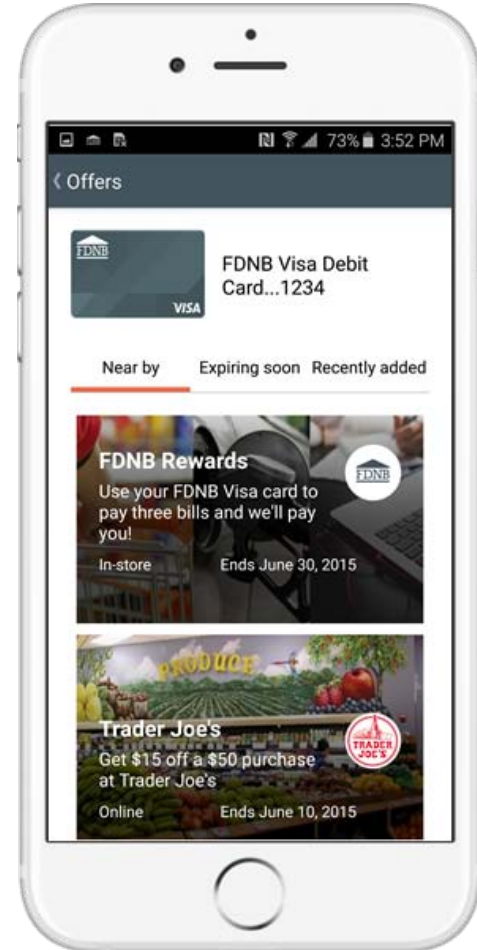 73% 3:52 PM
Offers
FDNB
VISA
FDNB Visa Debit
Card...1234
Near by Expiring soon Recently added
FDNB Rewards
FDNB
Use your FDNB Visa card to
pay three bills and we'll pay
you!
In-store Ends June 30, 2015
PRODUCE
Trader Joe's
TRADER
JOE'S
Get $15 off a $50 purchase
at Trader Joe's
Online Ends June 10, 2015